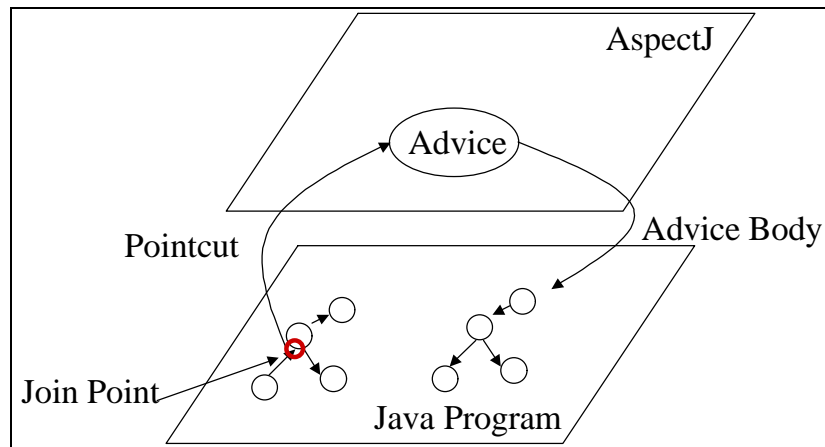 AspectJ
Advice
Pointcut
Advice Body
Join Point
Java Program